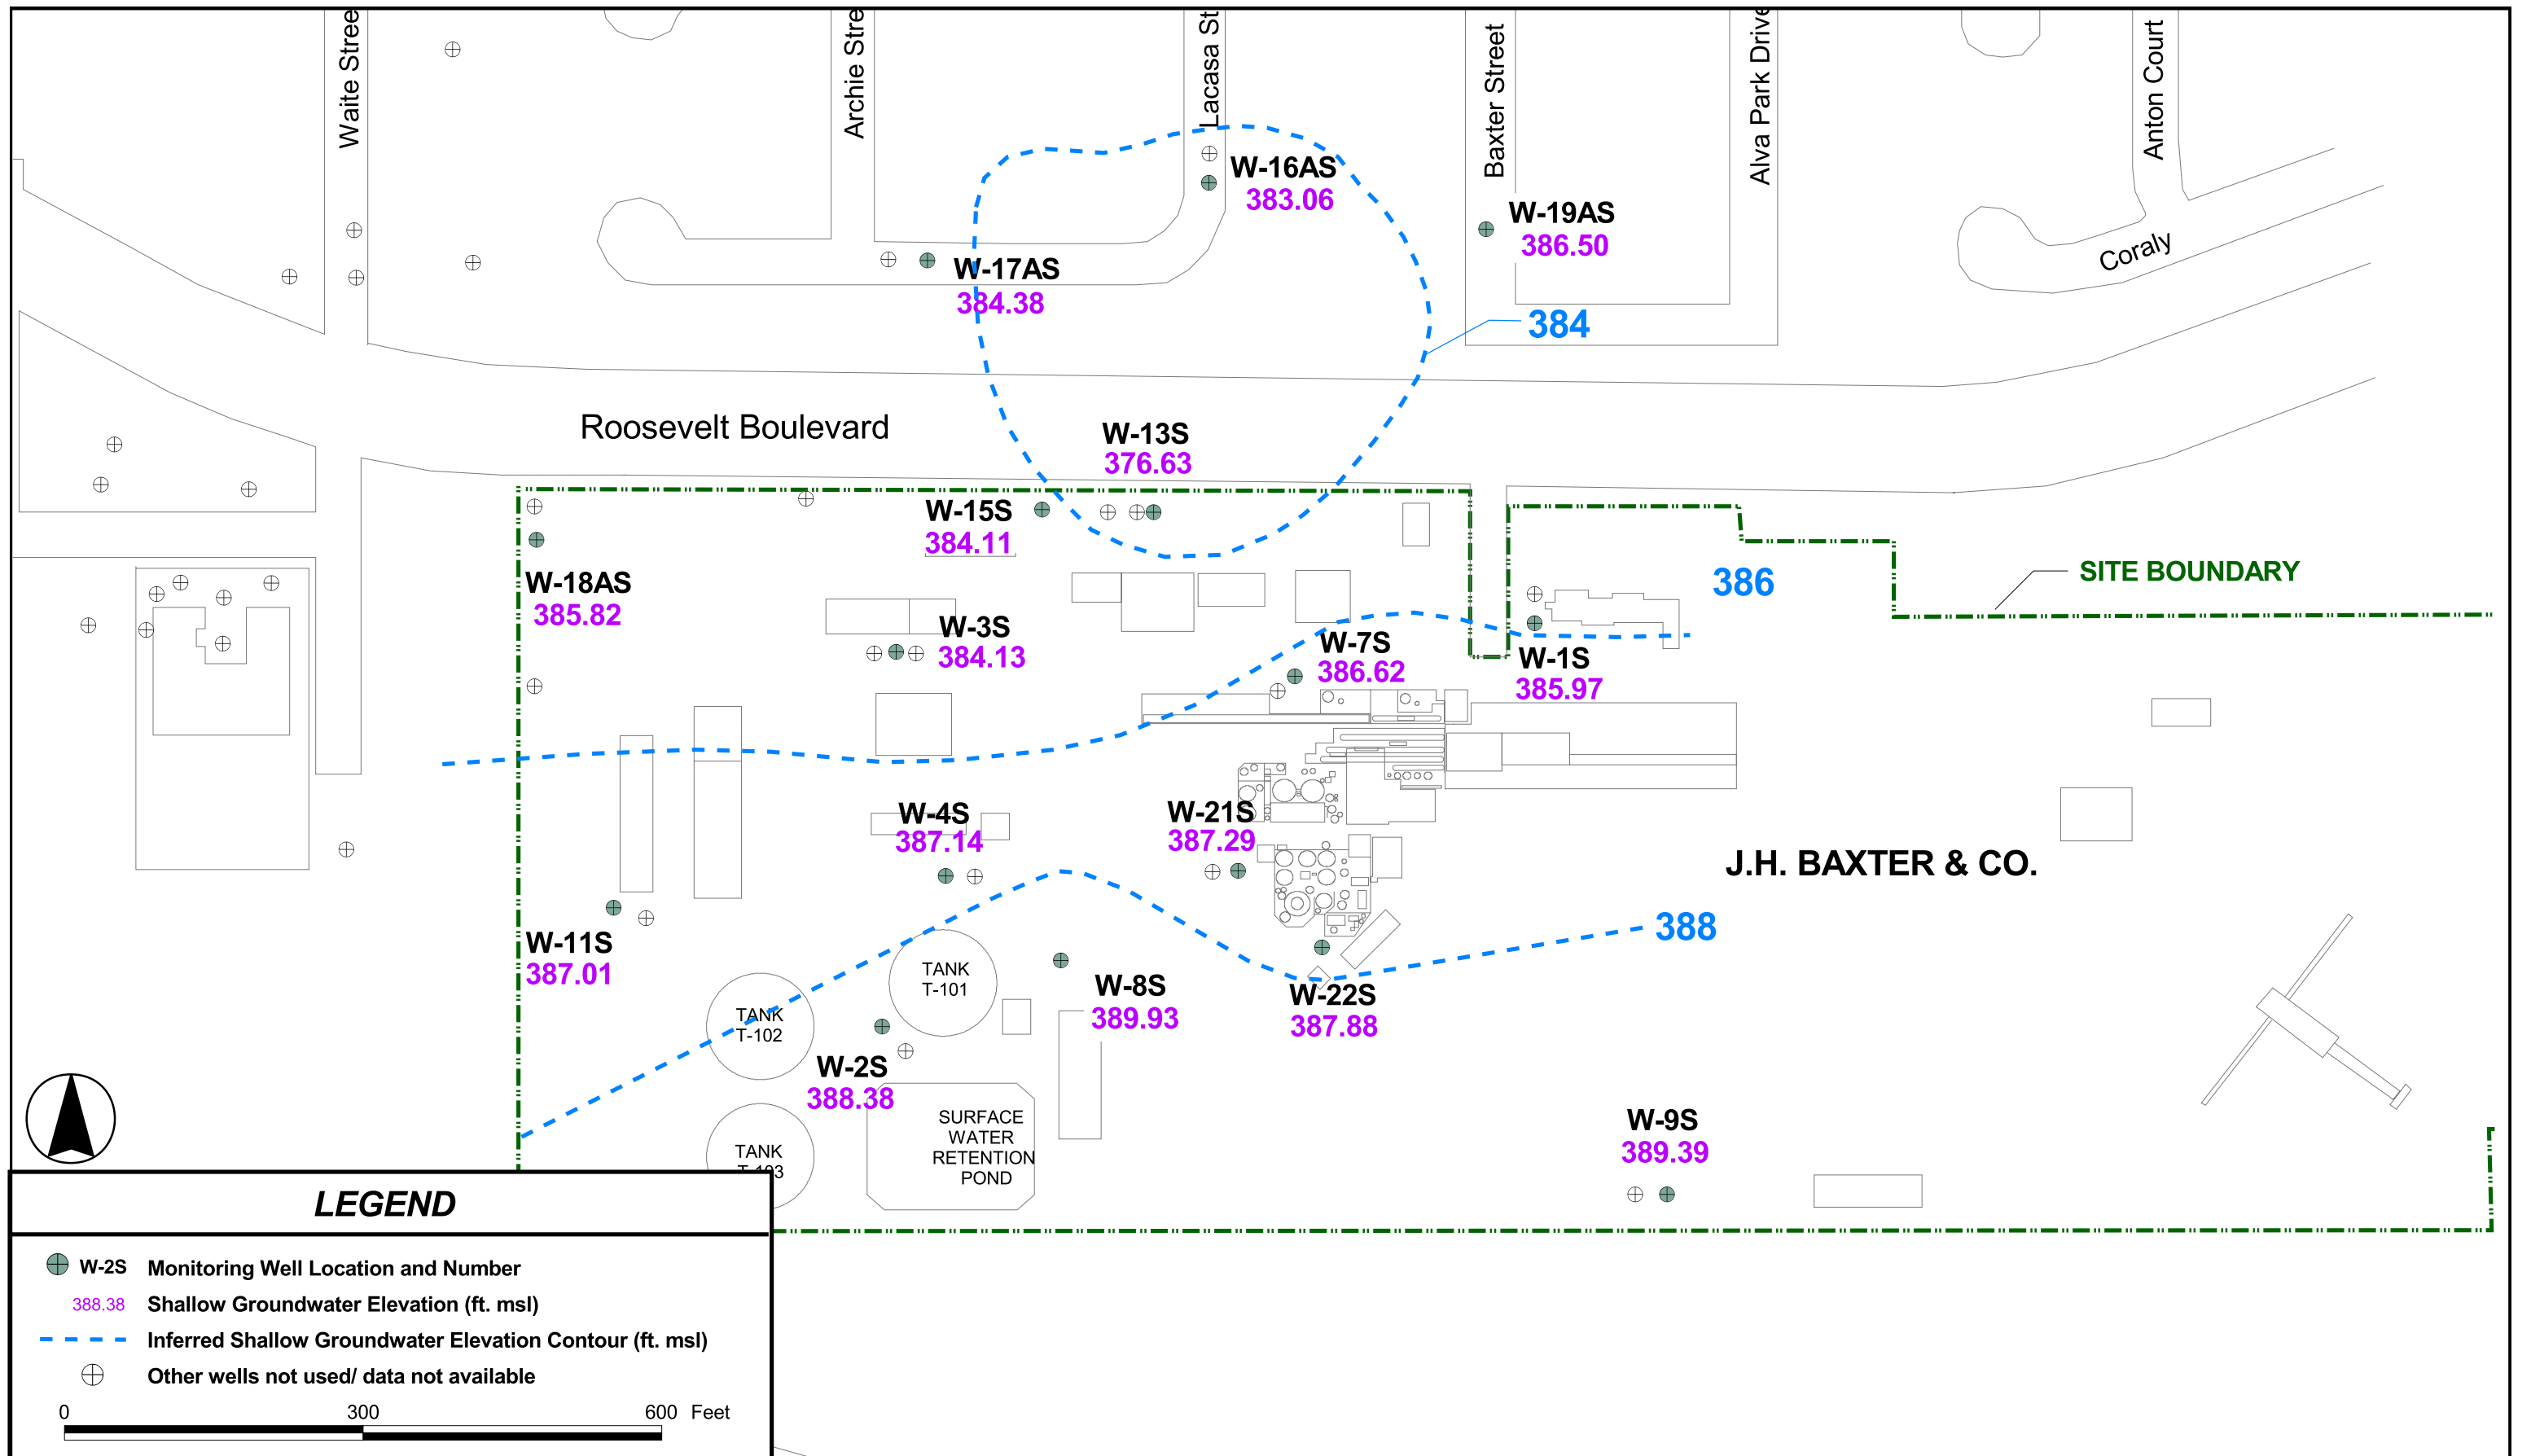 Waite Stree
Archie Stre
Lacasa St
Baxter Street
Alva Park Drive
Anton Court
Coraly
W-16AS
383.06
W-19AS
386.50
W-17AS
384.38
384
Roosevelt Boulevard
W-13S
376.63
W-15S
384.11
W-18AS
385.82
386
SITE BOUNDARY
W-3S
384.13
W-7S
386.62
W-1S
385.97
W-4S
387.14
W-21S
387.29
J.H. BAXTER & CO.
388
W-11S
387.01
TANK
T-101
W-8S
389.93
W-22S
387.88
TANK
T-102
W-2S
388.38
SURFACE
WATER
RETENTION
POND
TANK
T-103
W-9S
389.39
LEGEND
W-2S Monitoring Well Location and Number
388.38 Shallow Groundwater Elevation (ft. msl)
Inferred Shallow Groundwater Elevation Contour (ft. msl)
Other wells not used/ data not available
0 300 600 Feet